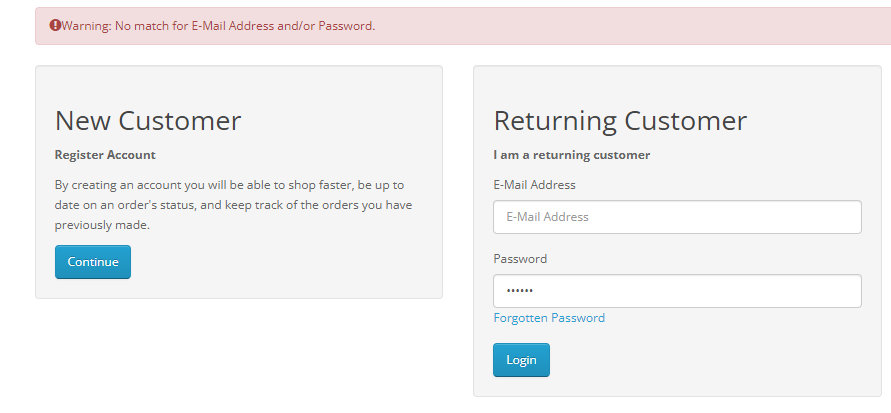 Warning: No match for E-Mail Address and/or Password.
New Customer
Register Account
By creating an account you will be able to shop faster, be up to
date on an order's status, and keep track of the orders you have
previously made.
Continue
Returning Customer
I am a returning customer
E-Mail Address
E-Mail Address
Password
••••••
Forgotten Password
Login